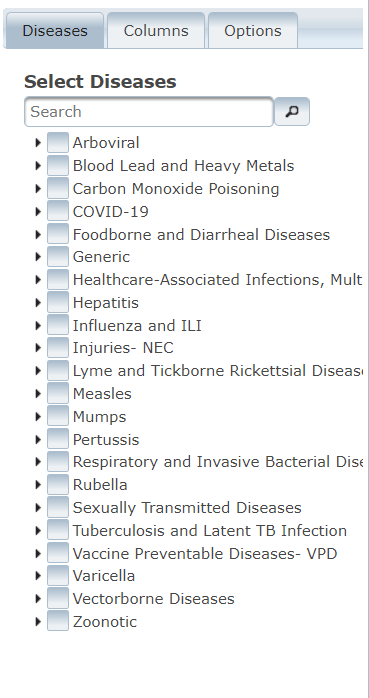 Diseases Columns Options
Select Diseases
Search
Arboviral
Blood Lead and Heavy Metals
Carbon Monoxide Poisoning
COVID-19
Foodborne and Diarrheal Diseases
Generic
Healthcare-Associated Infections, Mult
Hepatitis
Influenza and ILI
Injuries- NEC
Lyme and Tickborne Rickettsial Disease
Measles
Mumps
Pertussis
Respiratory and Invasive Bacterial Dise
Rubella
Sexually Transmitted Diseases
Tuberculosis and Latent TB Infection
Vaccine Preventable Diseases- VPD
Varicella
Vectorborne Diseases
Zoonotic